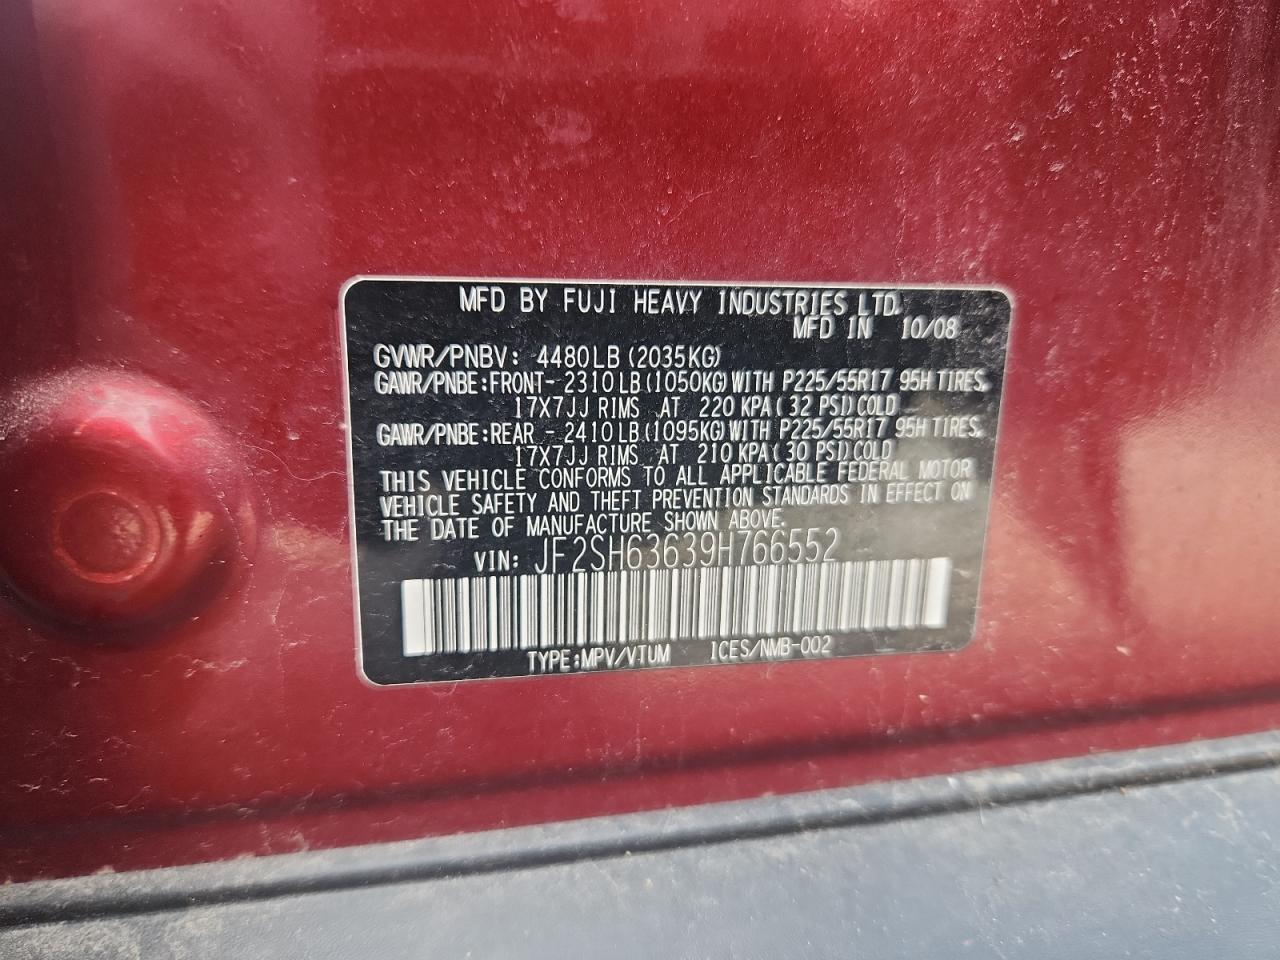 MFD BY FUJI HEAVY INDUSTRIES LTD.
MFD IN 10/08
GVWR/PNBV: 4480LB (2035KG)
GAWR/PNBE:FRONT- 2310LB(1050KG)WITH P225/55R17 95H TIRES,
17X7JJ RIMS AT 220 KPA(32 PSI)COLD
GAWR/PNBE:REAR - 2410LB(1095KG)WITH P225/55R17 95H TIRES,
17X7JJ RIMS AT 210 KPA(30 PSI)COLD
THIS VEHICLE CONFORMS TO ALL APPLICABLE FEDERAL MOTOR
VEHICLE SAFETY AND THEFT PREVENTION STANDARDS IN EFFECT ON
THE DATE OF MANUFACTURE SHOWN ABOVE.
VIN: JF2SH63639H766552
TYPE:MPV/VTUM ICES/NMB-002